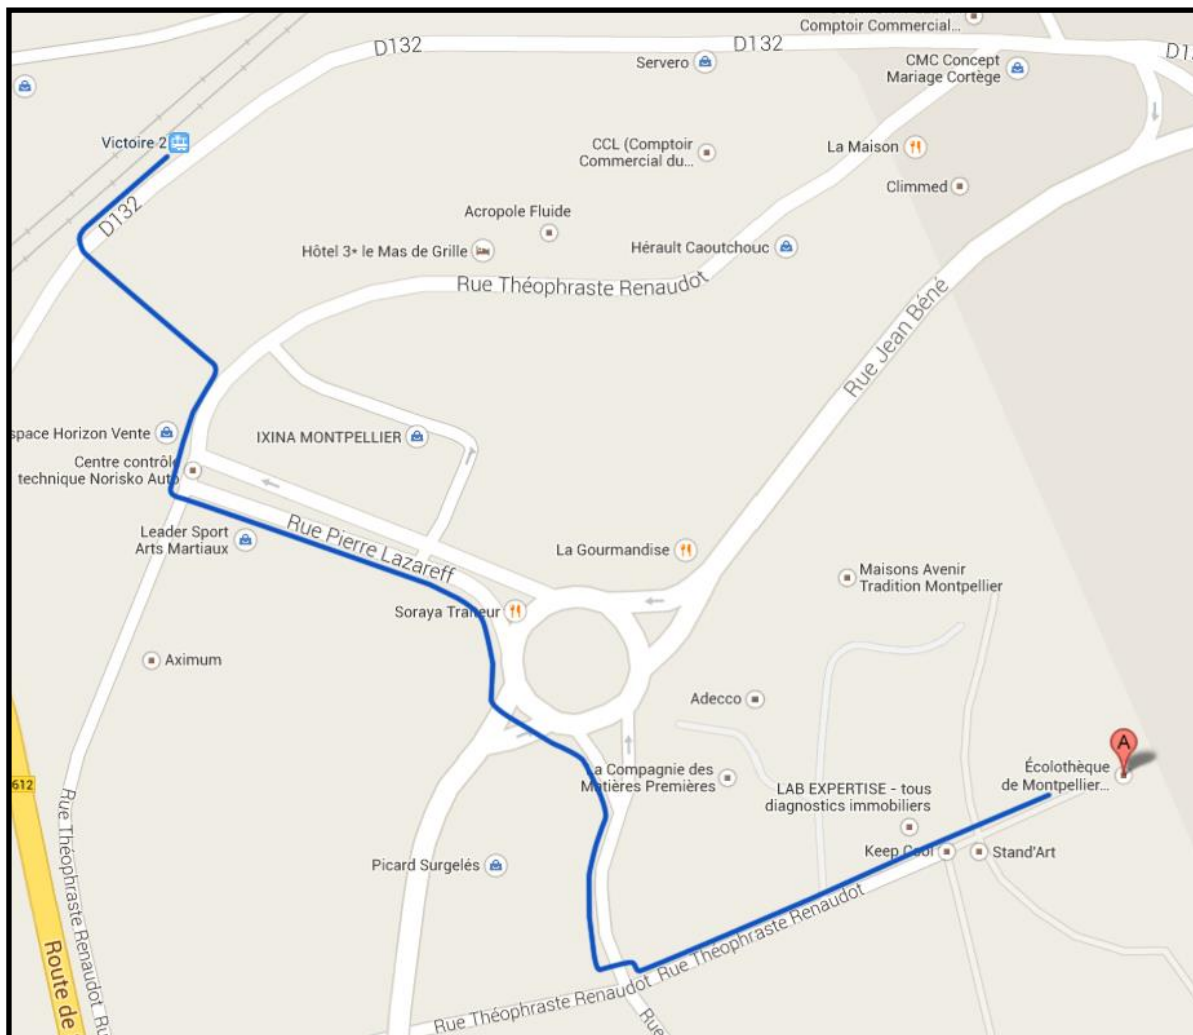 Comptoir Commercial...
D132
D132
Servero
CMC Concept
Mariage Cortège
Victoire 2
CCL (Comptoir
Commercial du...
La Maison
Climmed
D132
Acropole Fluide
Hôtel 3* le Mas de Grille
Hérault Caoutchouc
Rue Théophraste Renaudot
Rue Jean Béné
space Horizon Vente
IXINA MONTPELLIER
Centre contrôle
technique Norisko Auto
Leader Sport
Arts Martiaux
Rue Pierre Lazareff
La Gourmandise
Maisons Avenir
Tradition Montpellier
Soraya Traiteur
Aximum
Adecco
A
Écolothèque
de Montpellier...
612
La Compagnie des
Matières Premières
LAB EXPERTISE - tous
diagnostics immobiliers
Keep Cool
Stand'Art
Picard Surgelés
Rue Théophraste Renaudot
Rue Théophraste Renaudot
Rue Théophraste Renaudot
Route de
Rue